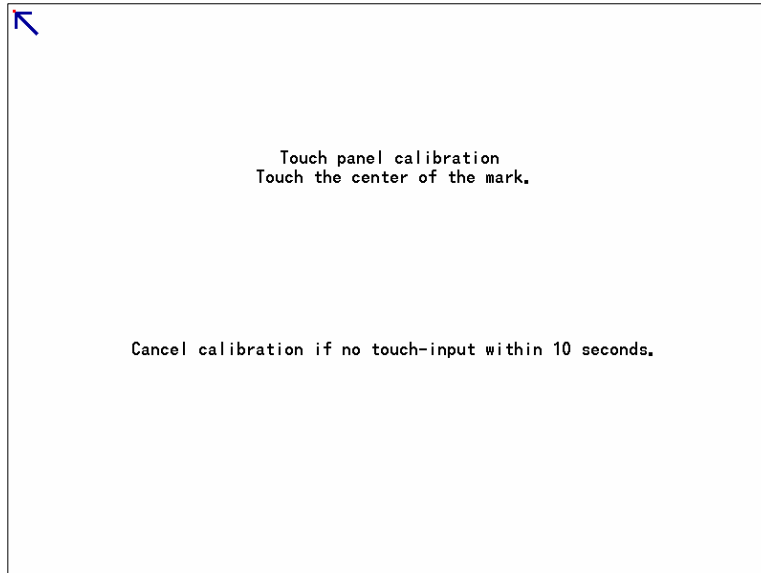 Touch panel calibration
Touch the center of the mark.
Cancel calibration if no touch-input within 10 seconds.